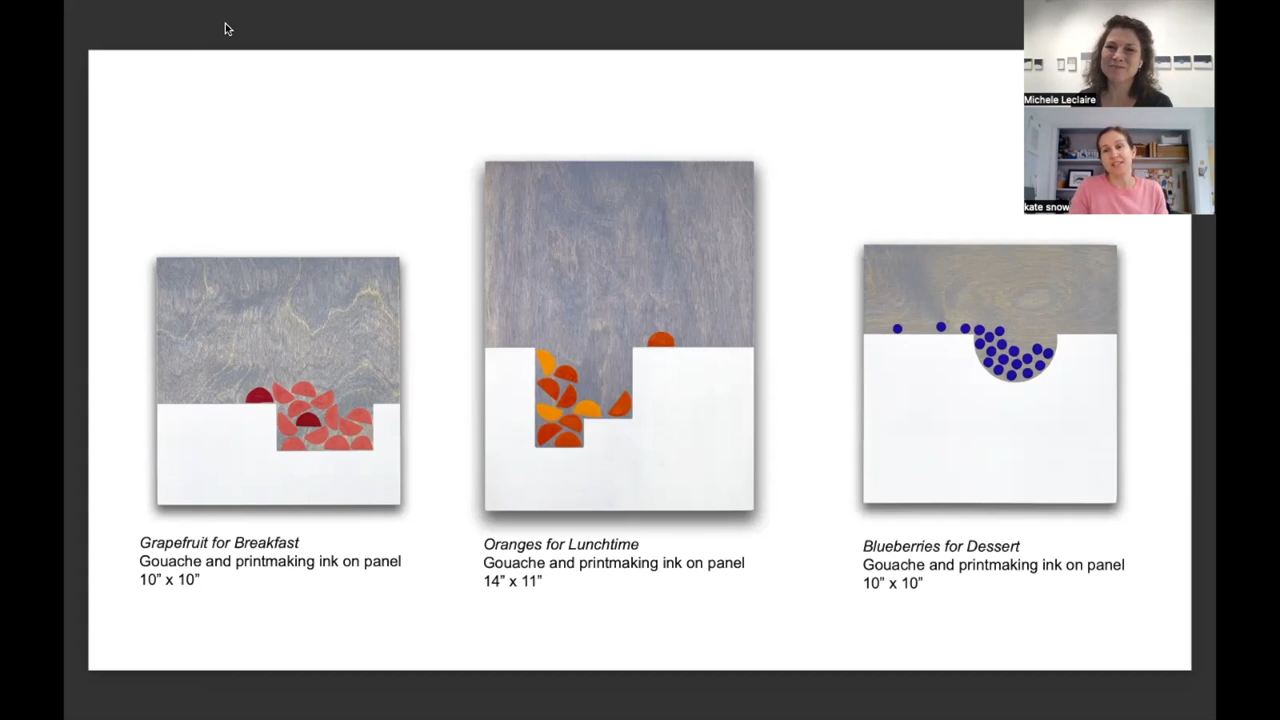 Michele Leclaire
kate snow
Grapefruit for Breakfast
Gouache and printmaking ink on panel
10” x 10”
Oranges for Lunchtime
Gouache and printmaking ink on panel
14” x 11”
Blueberries for Dessert
Gouache and printmaking ink on panel
10” x 10”